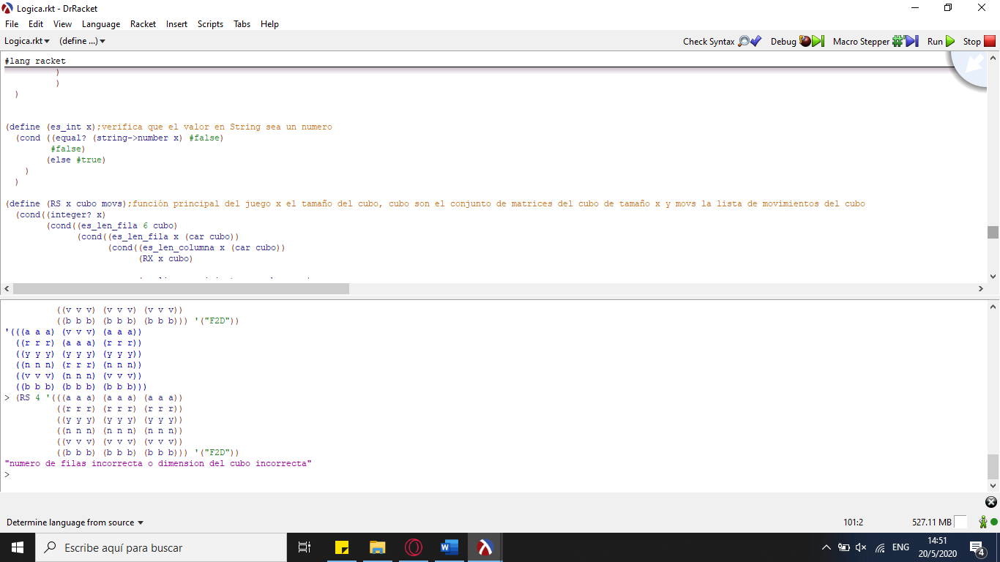 Logica.rkt - DrRacket
File Edit View Language Racket Insert Scripts Tabs Help
Logica.rkt (define ...) Check Syntax Debug Macro Stepper Run Stop
#lang racket
)
)
)
(define (es_int x);verifica que el valor en String sea un numero
(cond ((equal? (string->number x) #false)
#false)
(else #true)
)
)
(define (RS x cubo movs);función principal del juego x el tamaño del cubo, cubo son el conjunto de matrices del cubo de tamaño x y movs la lista de movimientos del cubo
(cond((integer? x)
(cond((es_len_fila 6 cubo)
(cond((es_len_fila x (car cubo))
(cond((es_len_columna x (car cubo))
(RX x cubo)
((v v v) (v v v) (v v v))
((b b b) (b b b) (b b b))) '("F2D"))
'(((a a a) (v v v) (a a a))
((r r r) (a a a) (r r r))
((y y y) (y y y) (y y y))
((n n n) (r r r) (n n n))
((v v v) (n n n) (v v v))
((b b b) (b b b) (b b b)))
> (RS 4 '(((a a a) (a a a) (a a a))
((r r r) (r r r) (r r r))
((y y y) (y y y) (y y y))
((n n n) (n n n) (n n n))
((v v v) (v v v) (v v v))
((b b b) (b b b) (b b b))) '("F2D"))
"numero de filas incorrecta o dimension del cubo incorrecta"
>
Determine language from source 101:2 527.11 MB
Escribe aquí para buscar ENG 14:51
20/5/2020 4